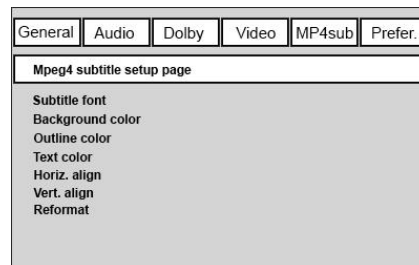 General Audio Dolby Video MP4sub Prefer.
Mpeg4 subtitle setup page
Subtitle font
Background color
Outline color
Text color
Horiz. align
Vert. align
Reformat